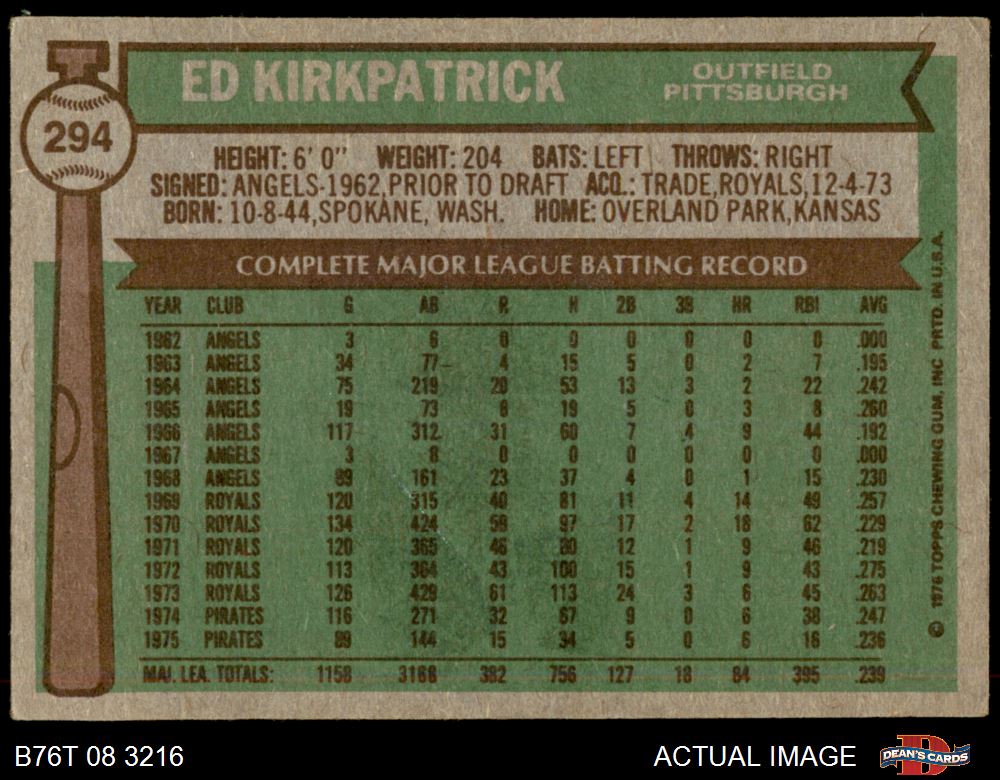 294
ED KIRKPATRICK
OUTFIELD
PITTSBURGH
HEIGHT: 6' 0" WEIGHT: 204 BATS: LEFT THROWS: RIGHT
SIGNED: ANGELS-1962, PRIOR TO DRAFT ACQ.: TRADE, ROYALS, 12-4-73
BORN: 10-8-44, SPOKANE, WASH. HOME: OVERLAND PARK, KANSAS
COMPLETE MAJOR LEAGUE BATTING RECORD
YEAR CLUB G AB R H 2B 3B HR RBI AVG
1962 ANGELS 3 6 0 0 0 0 0 0 .000
1963 ANGELS 34 77 4 15 5 0 2 7 .195
1964 ANGELS 75 219 20 53 13 3 2 22 .242
1965 ANGELS 19 73 8 19 5 0 3 8 .260
1966 ANGELS 117 312 31 60 7 4 9 44 .192
1967 ANGELS 3 8 0 0 0 0 0 0 .000
1968 ANGELS 89 161 23 37 4 0 1 15 .230
1969 ROYALS 120 315 40 81 11 4 14 49 .257
1970 ROYALS 134 424 59 97 17 2 18 62 .229
1971 ROYALS 120 365 46 80 12 1 9 46 .219
1972 ROYALS 113 364 43 100 15 1 9 43 .275
1973 ROYALS 126 429 61 113 24 3 6 45 .263
1974 PIRATES 116 271 32 67 9 0 6 38 .247
1975 PIRATES 89 144 15 34 5 0 6 16 .236
MAJ. LEA. TOTALS: 1158 3168 382 756 127 18 84 395 .239
© 1976 TOPPS CHEWING GUM, INC PRTD. IN U.S.A.
B76T 08 3216
ACTUAL IMAGE
DEAN'S CARDS